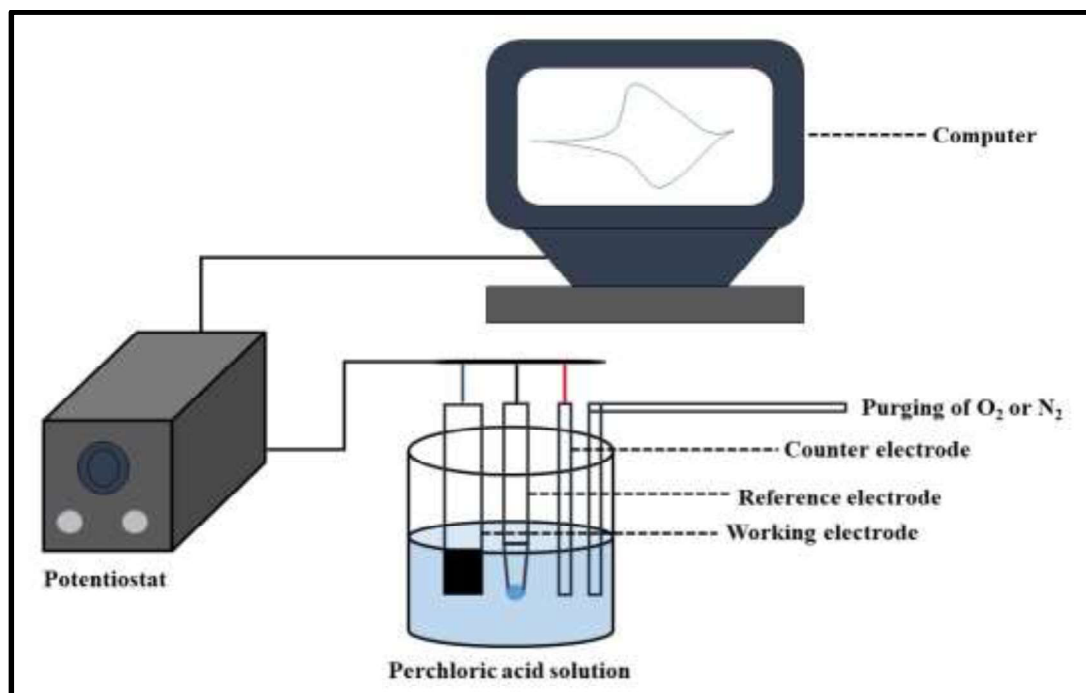 Computer
Purging of O₂ or N₂
Counter electrode
Reference electrode
Working electrode
Potentiostat
Perchloric acid solution